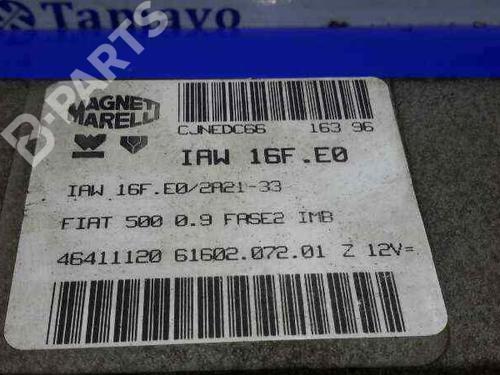 Tamayo
B-PARTS
MAGNETI
MARELLI
CJNEDC66 163 96
IAW 16F.E0
IAW 16F.E0/2A21-33
FIAT 500 0.9 FASE2 IMB
46411120 61602.072.01 Z 12V=